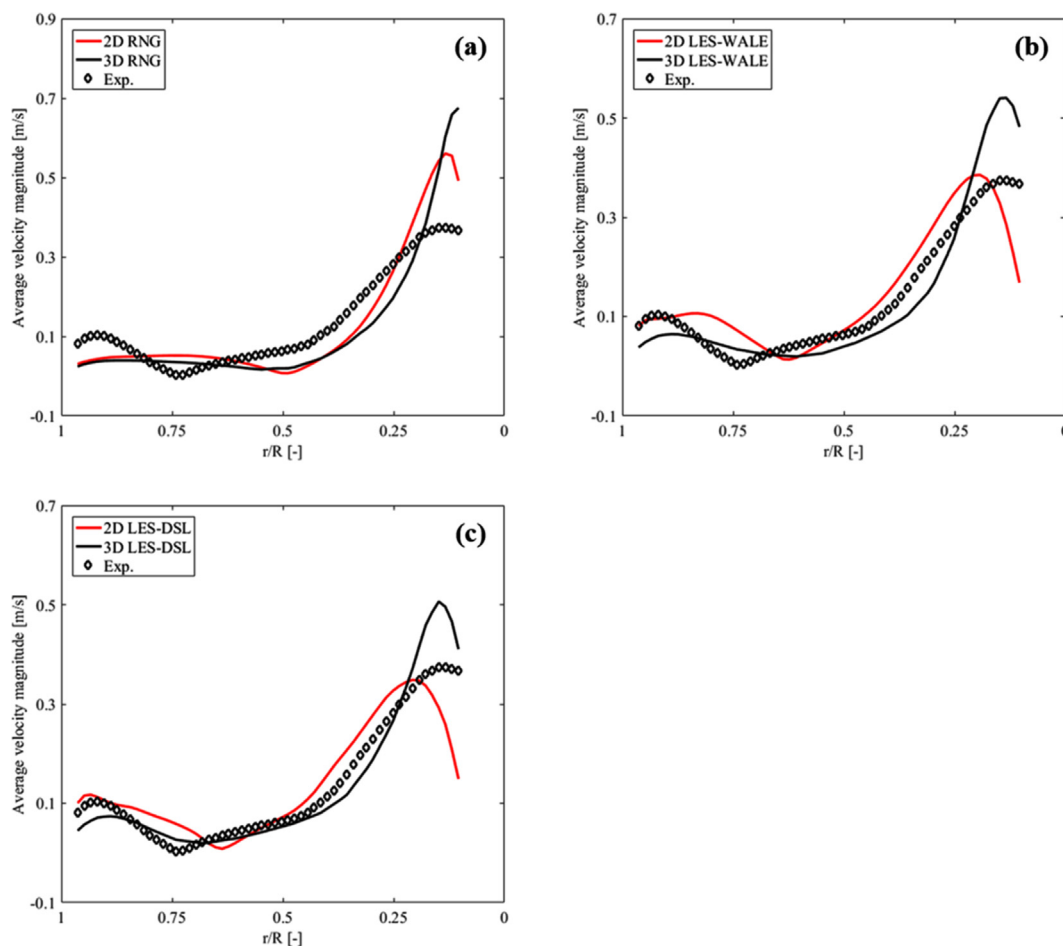 (a)
2D RNG
3D RNG
Exp.
Average velocity magnitude [m/s]
0.9
0.7
0.5
0.3
0.1
-0.1
1
0.75
0.5
0.25
0
r/R [-]
(b)
2D LES-WALE
3D LES-WALE
Exp.
Average velocity magnitude [m/s]
0.7
0.5
0.3
0.1
-0.1
1
0.75
0.5
0.25
0
r/R [-]
(c)
2D LES-DSL
3D LES-DSL
Exp.
Average velocity magnitude [m/s]
0.7
0.5
0.3
0.1
-0.1
1
0.75
0.5
0.25
0
r/R [-]